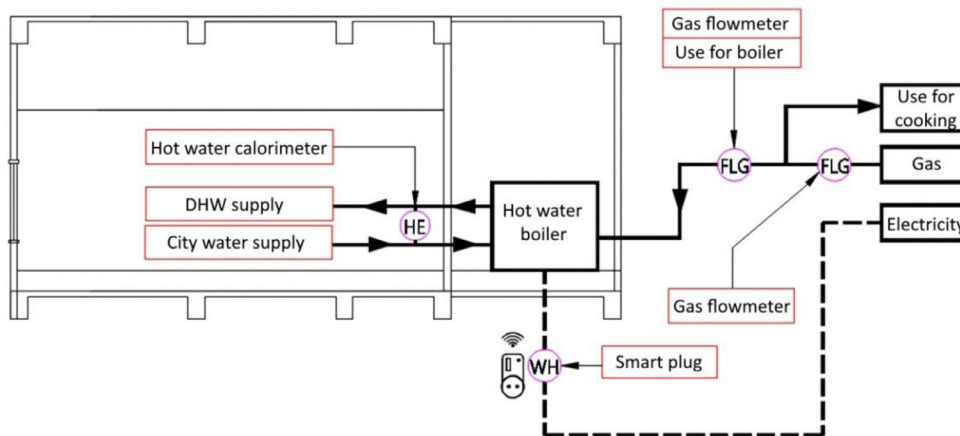 Gas flowmeter
Use for boiler
Use for
cooking
Hot water calorimeter
FLG
FLG
Gas
DHW supply
Hot water
boiler
HE
City water supply
Electricity
Gas flowmeter
WH
Smart plug